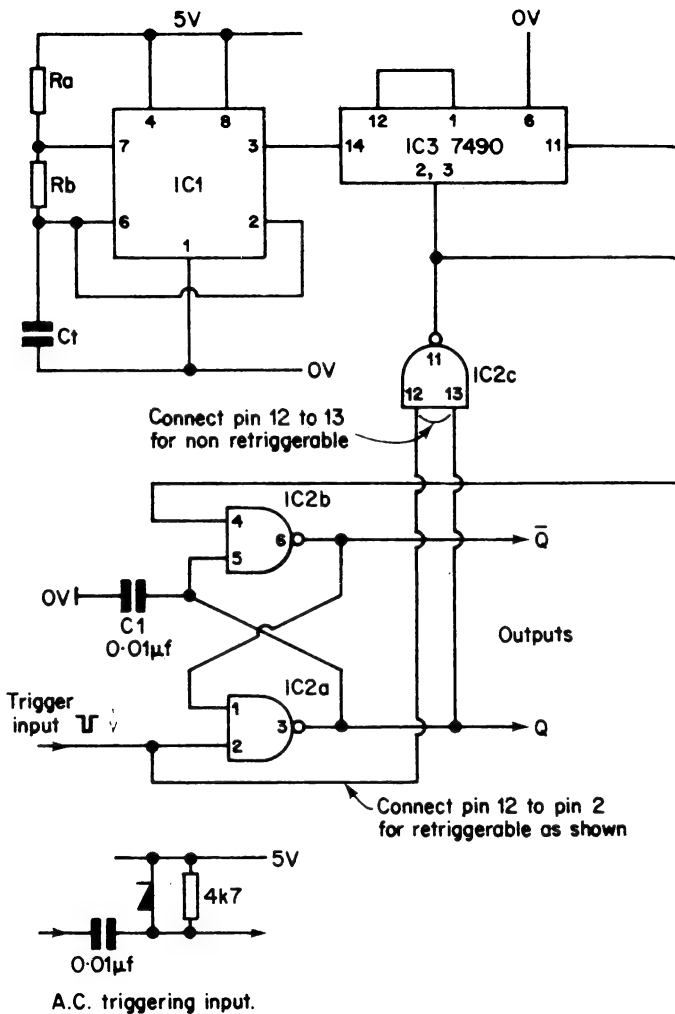 5V
OV
Ra
4
8
12
1
6
7
3
14
IC3 7490
11
2, 3
Rb
IC1
6
2
1
Ct
OV
11
IC2c
12
13
Connect pin 12 to 13
for non retriggerable
IC2b
4
6
Q̅
5
OV
C1
0·01µf
Outputs
IC2a
Trigger
input
1
3
Q
2
Connect pin 12 to pin 2
for retriggerable as shown
5V
4k7
0·01µf
A.C. triggering input.